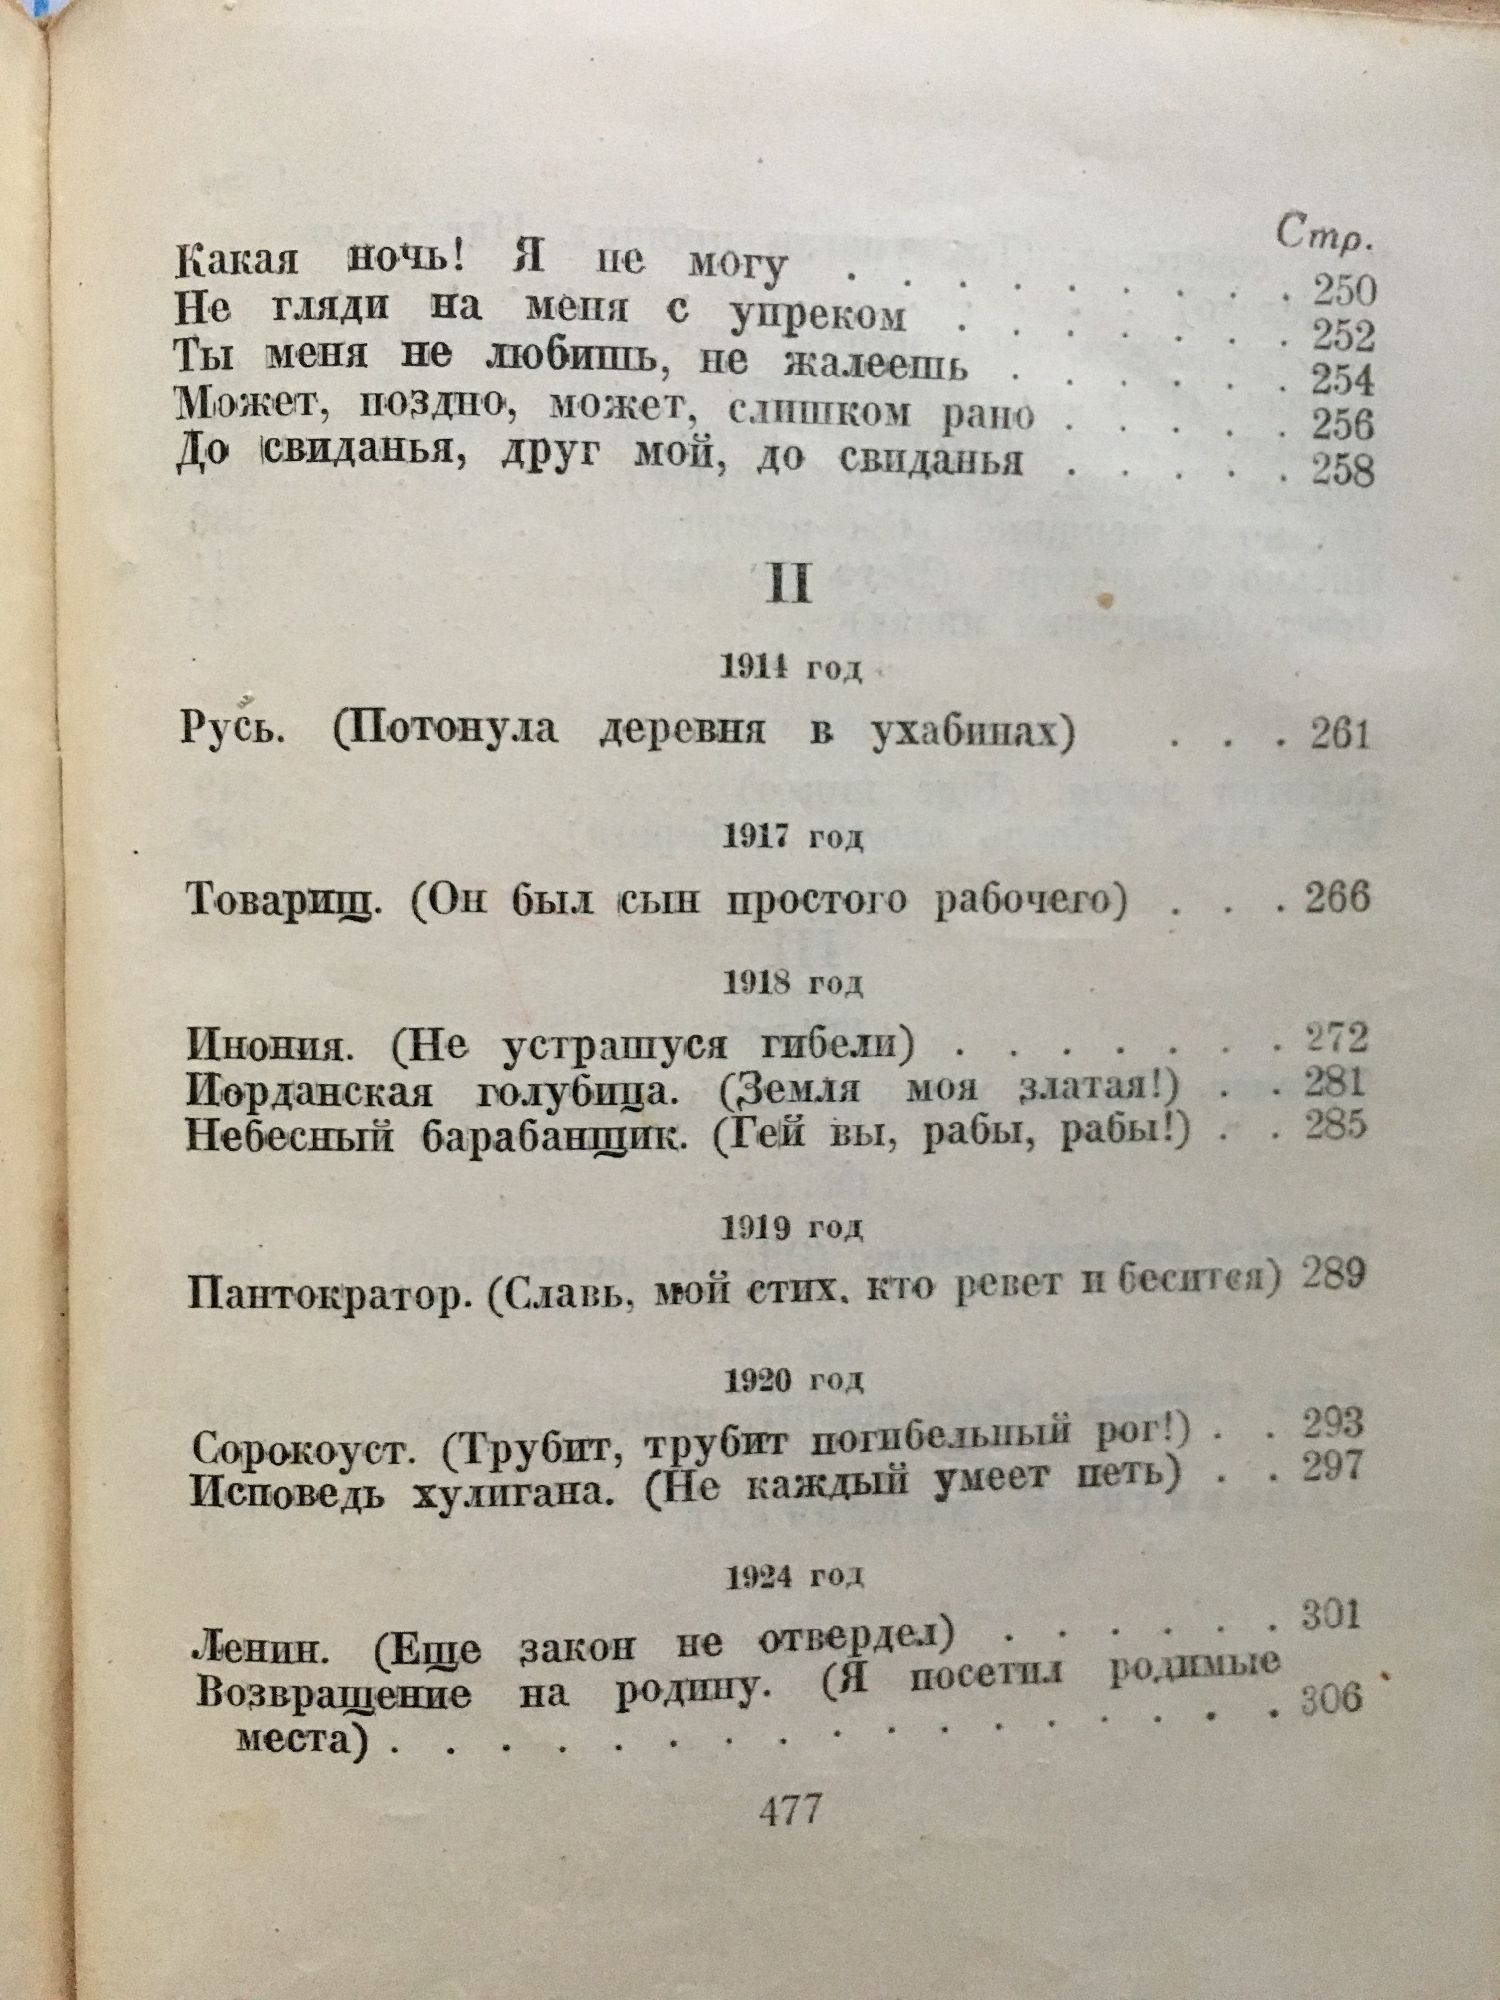 Стр.
Какая ночь! Я не могу . . . . . . . . . 250
Не гляди на меня с упреком . . . . . . . 252
Ты меня не любишь, не жалеешь . . . . . . 254
Может, поздно, может, слишком рано . . . . . 256
До свиданья, друг мой, до свиданья . . . . . 258
II
1914 год
Русь. (Потонула деревня в ухабинах) . . . 261
1917 год
Товарищ. (Он был сын простого рабочего) . . . 266
1918 год
Инония. (Не устрашуся гибели) . . . . . . . 272
Иорданская голубица. (Земля моя златая!) . . 281
Небесный барабанщик. (Гей вы, рабы, рабы!) . . 285
1919 год
Пантократор. (Славь, мой стих, кто ревет и бесится) 289
1920 год
Сорокоуст. (Трубит, трубит погибельный рог!) . . 293
Исповедь хулигана. (Не каждый умеет петь) . . 297
1924 год
Ленин. (Еще закон не отвердел) . . . . . . 301
Возвращение на родину. (Я посетил родимые
места) . . . . . . . . . . . . . . . . . 306
477